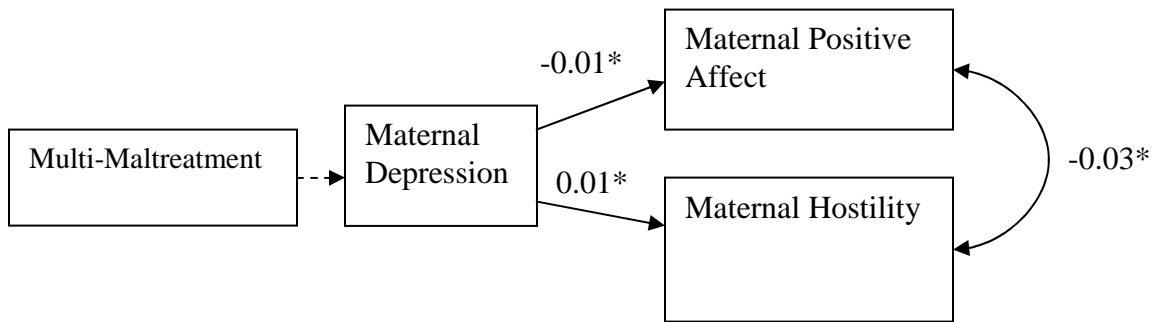 Multi-Maltreatment
Maternal
Depression
-0.01*
0.01*
Maternal Positive
Affect
Maternal Hostility
-0.03*